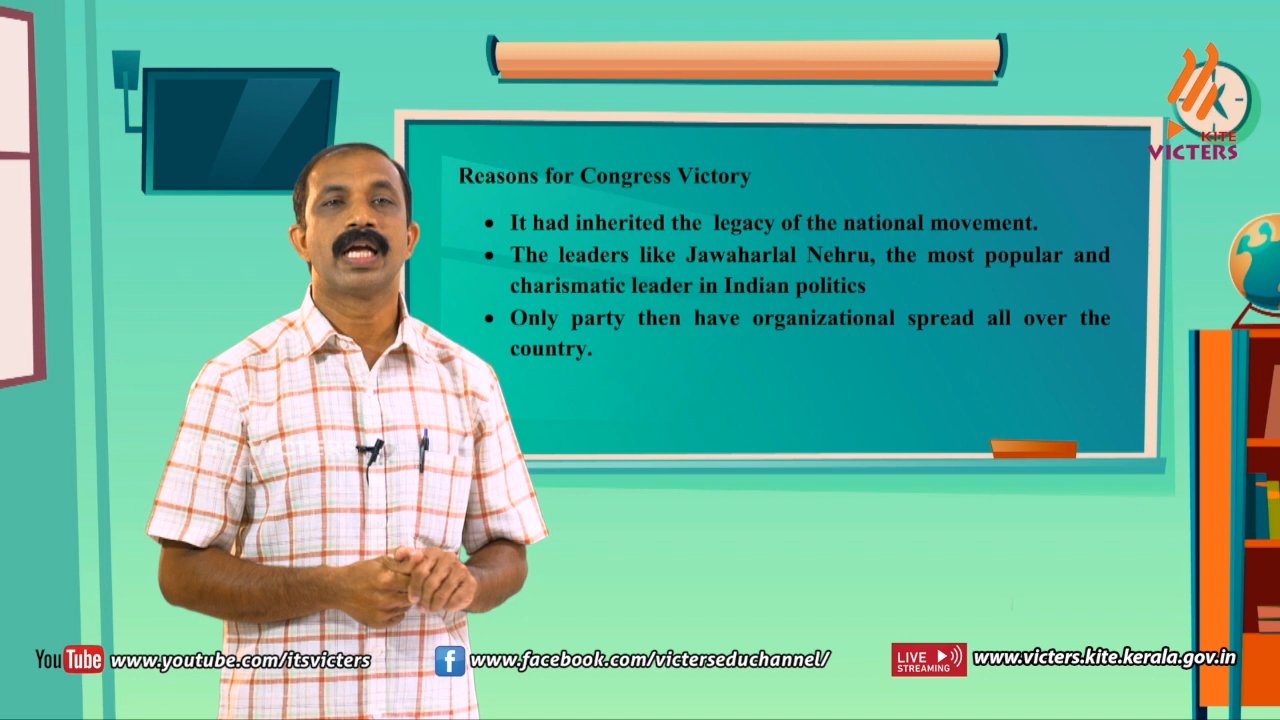 KITE
VICTERS
Reasons for Congress Victory
• It had inherited the legacy of the national movement.
• The leaders like Jawaharlal Nehru, the most popular and
charismatic leader in Indian politics
• Only party then have organizational spread all over the
country.
YouTube www.youtube.com/itsvicters
f www.facebook.com/victerseduchannel/
LIVE
STREAMING
www.victers.kite.kerala.gov.in